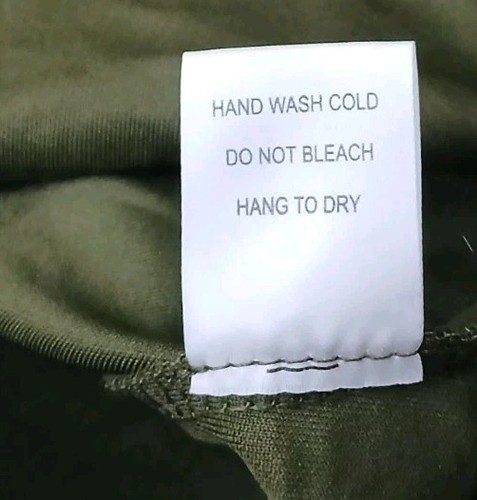 HAND WASH COLD
DO NOT BLEACH
HANG TO DRY